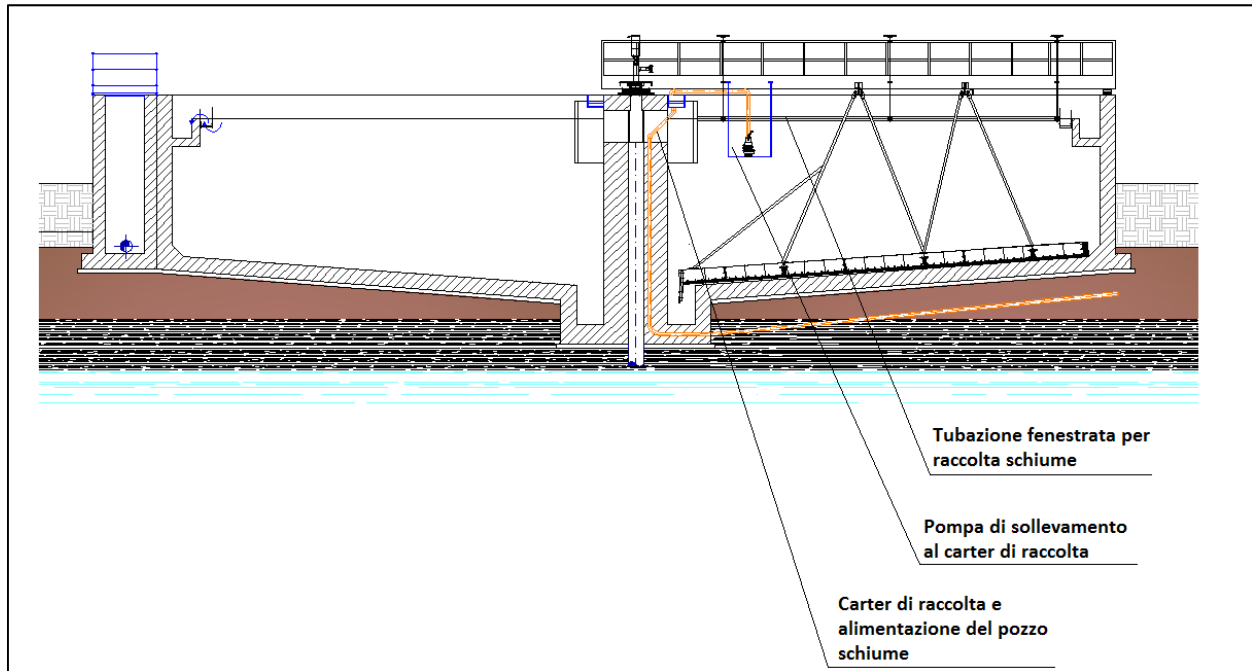 Tubazione fenestrata per
raccolta schiume
Pompa di sollevamento
al carter di raccolta
Carter di raccolta e
alimentazione del pozzo
schiume